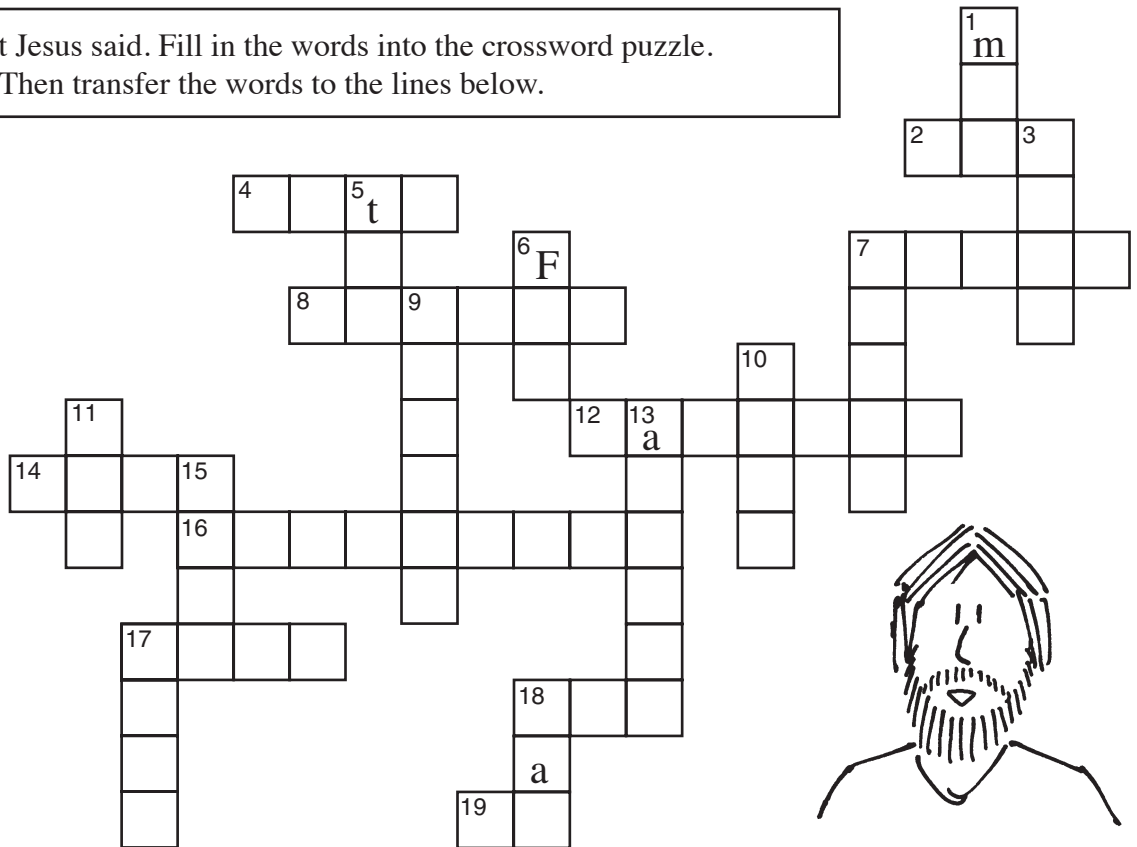 t Jesus said. Fill in the words into the crossword puzzle.
Then transfer the words to the lines below.
1
m
2
3
4
5
t
6
F
7
8
9
10
11
12
13
a
14
15
16
17
18
a
19